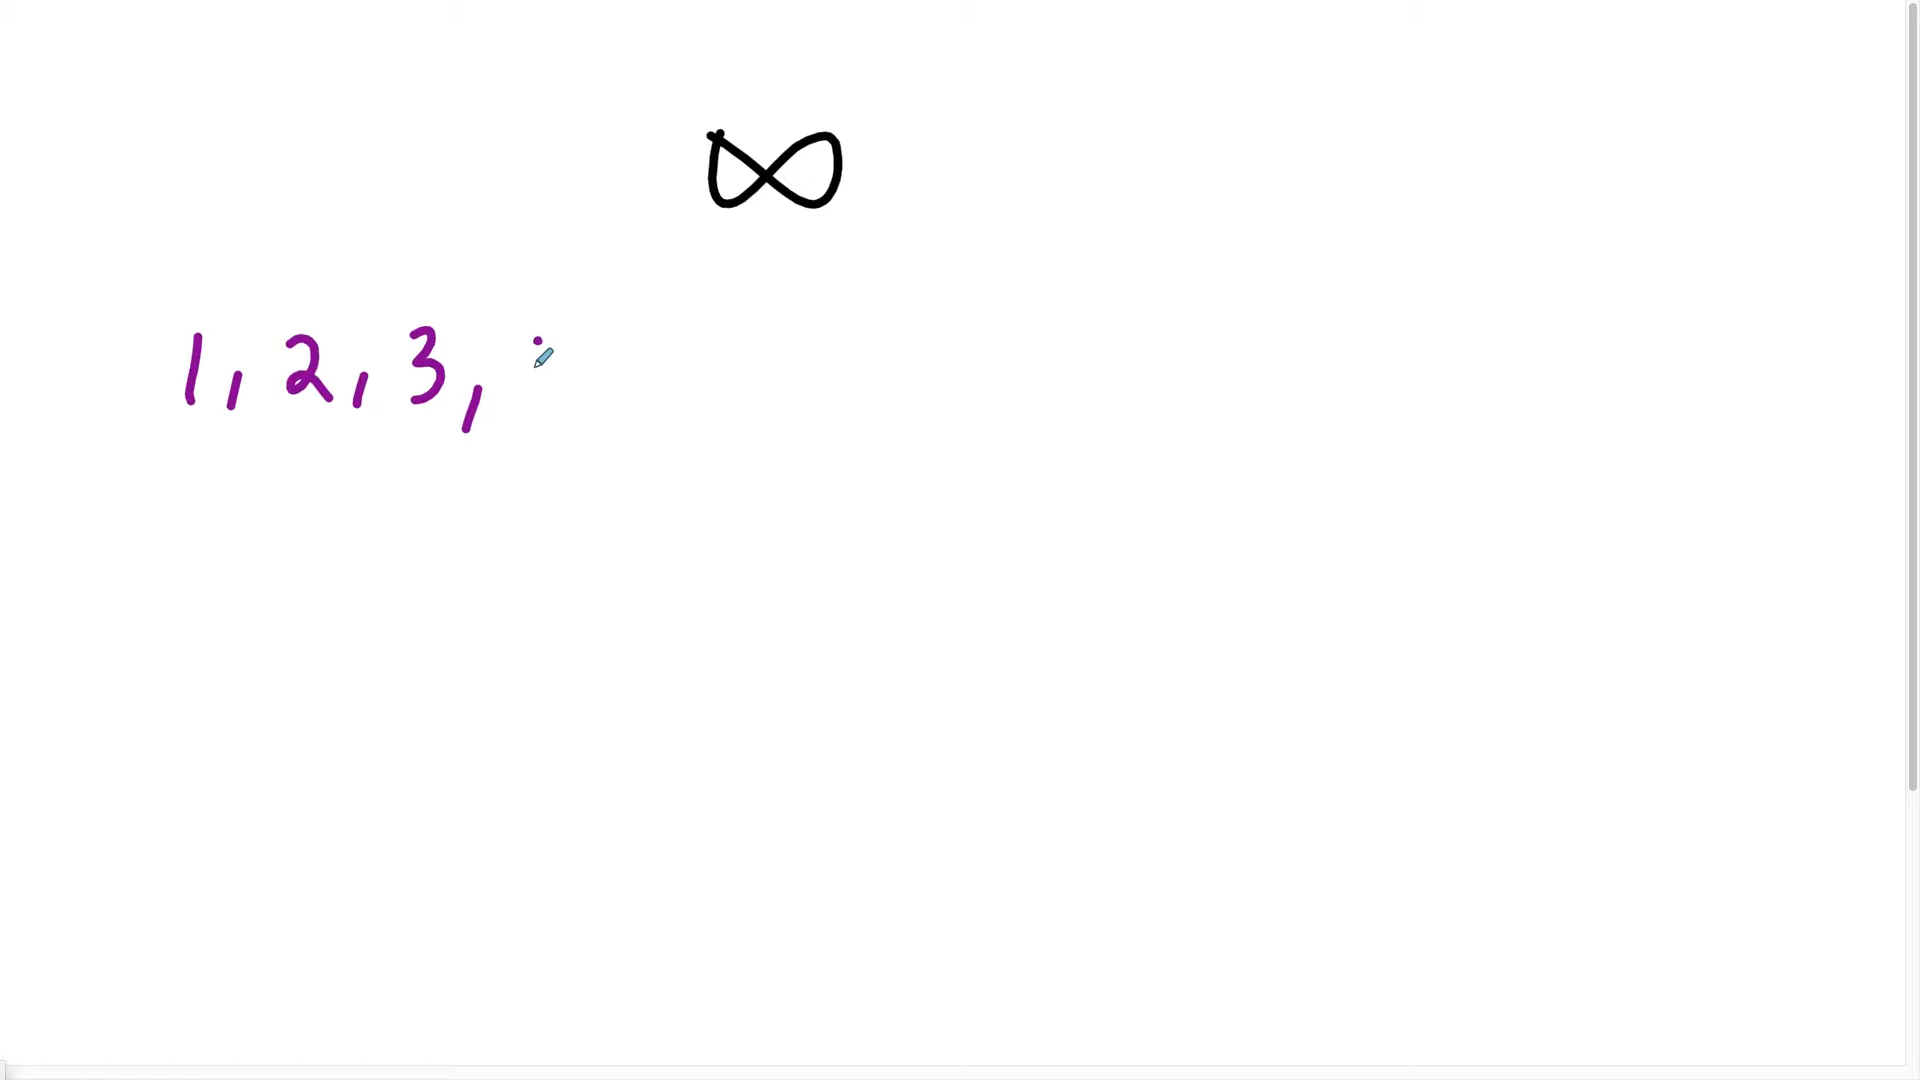 ∞
1, 2, 3,